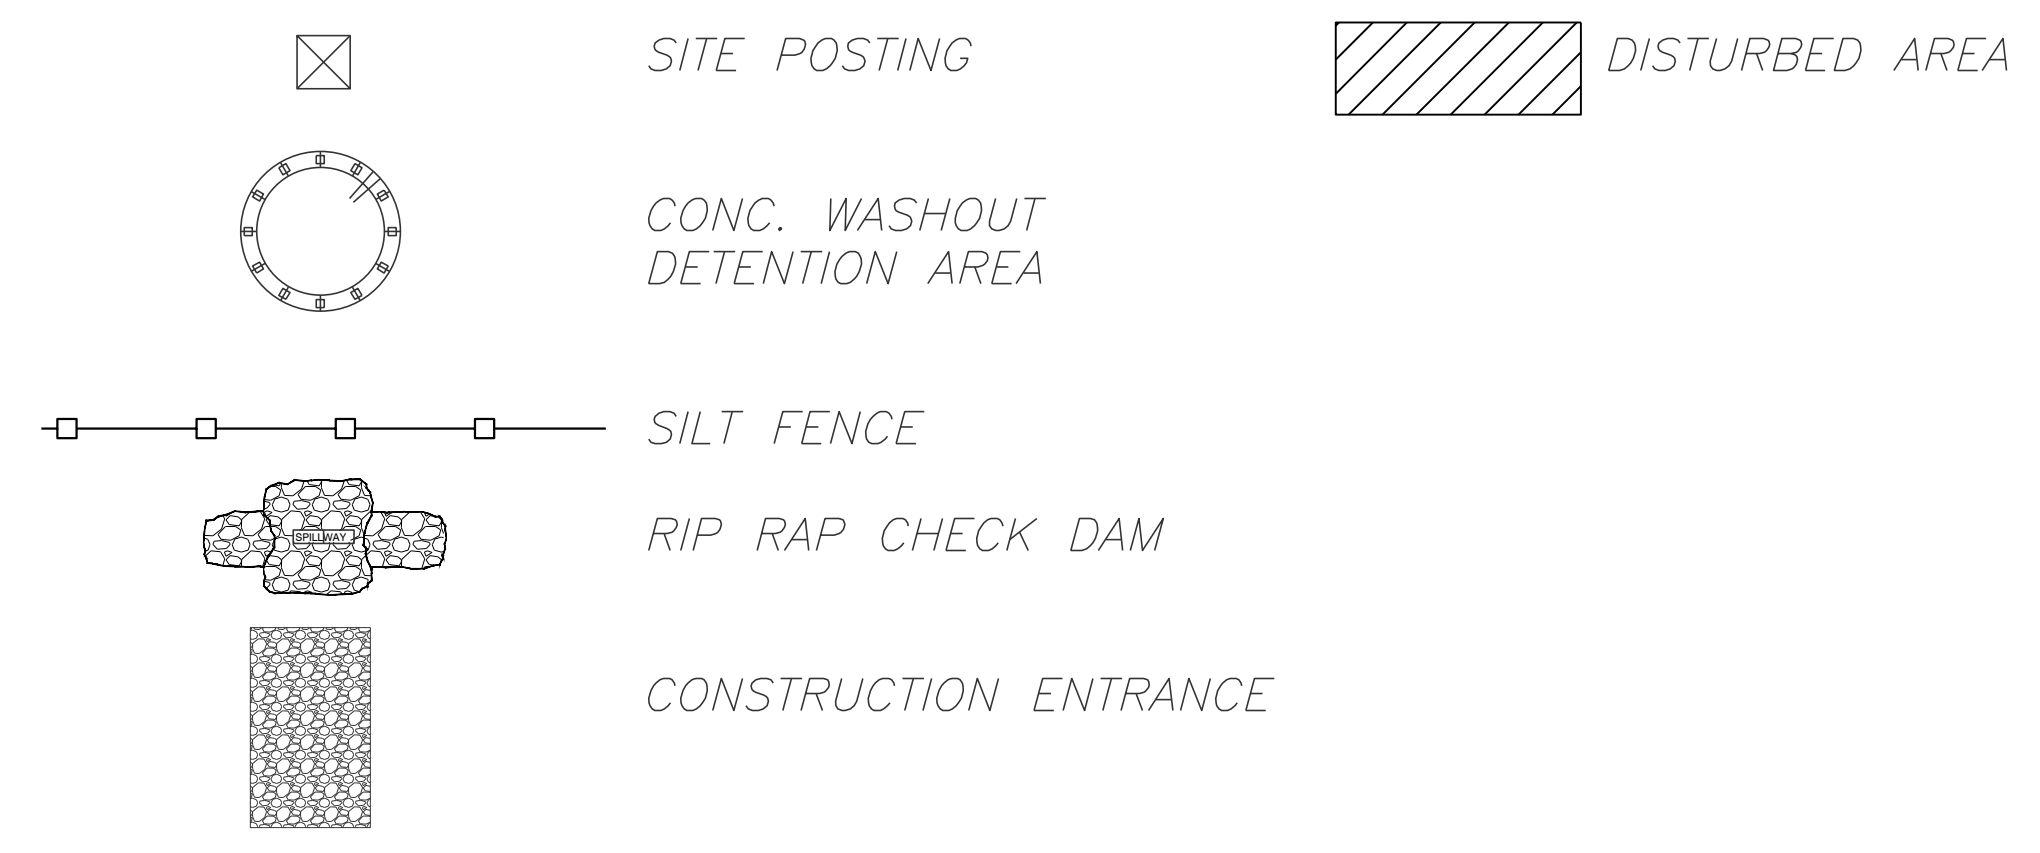 SITE POSTING
DISTURBED AREA
CONC. WASHOUT
DETENTION AREA
SILT FENCE
SPILLWAY
RIP RAP CHECK DAM
CONSTRUCTION ENTRANCE